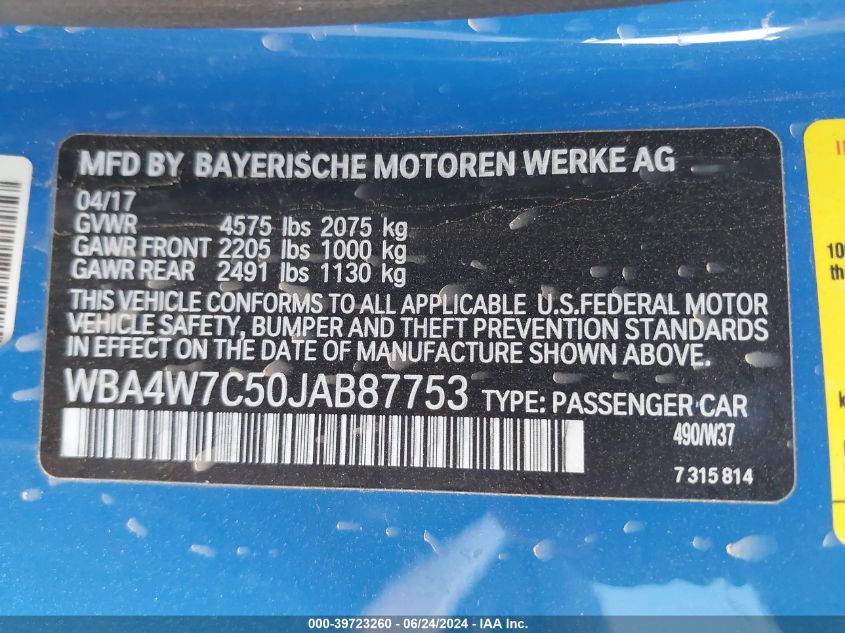 MFD BY BAYERISCHE MOTOREN WERKE AG
04/17
GVWR 4575 lbs 2075 kg
GAWR FRONT 2205 lbs 1000 kg
GAWR REAR 2491 lbs 1130 kg
THIS VEHICLE CONFORMS TO ALL APPLICABLE U.S.FEDERAL MOTOR
VEHICLE SAFETY, BUMPER AND THEFT PREVENTION STANDARDS
IN EFFECT ON THE DATE OF MANUFACTURE SHOWN ABOVE.
WBA4W7C50JAB87753 TYPE: PASSENGER CAR
490/W37
7 315 814
000-39723260 - 06/24/2024 - IAA Inc.